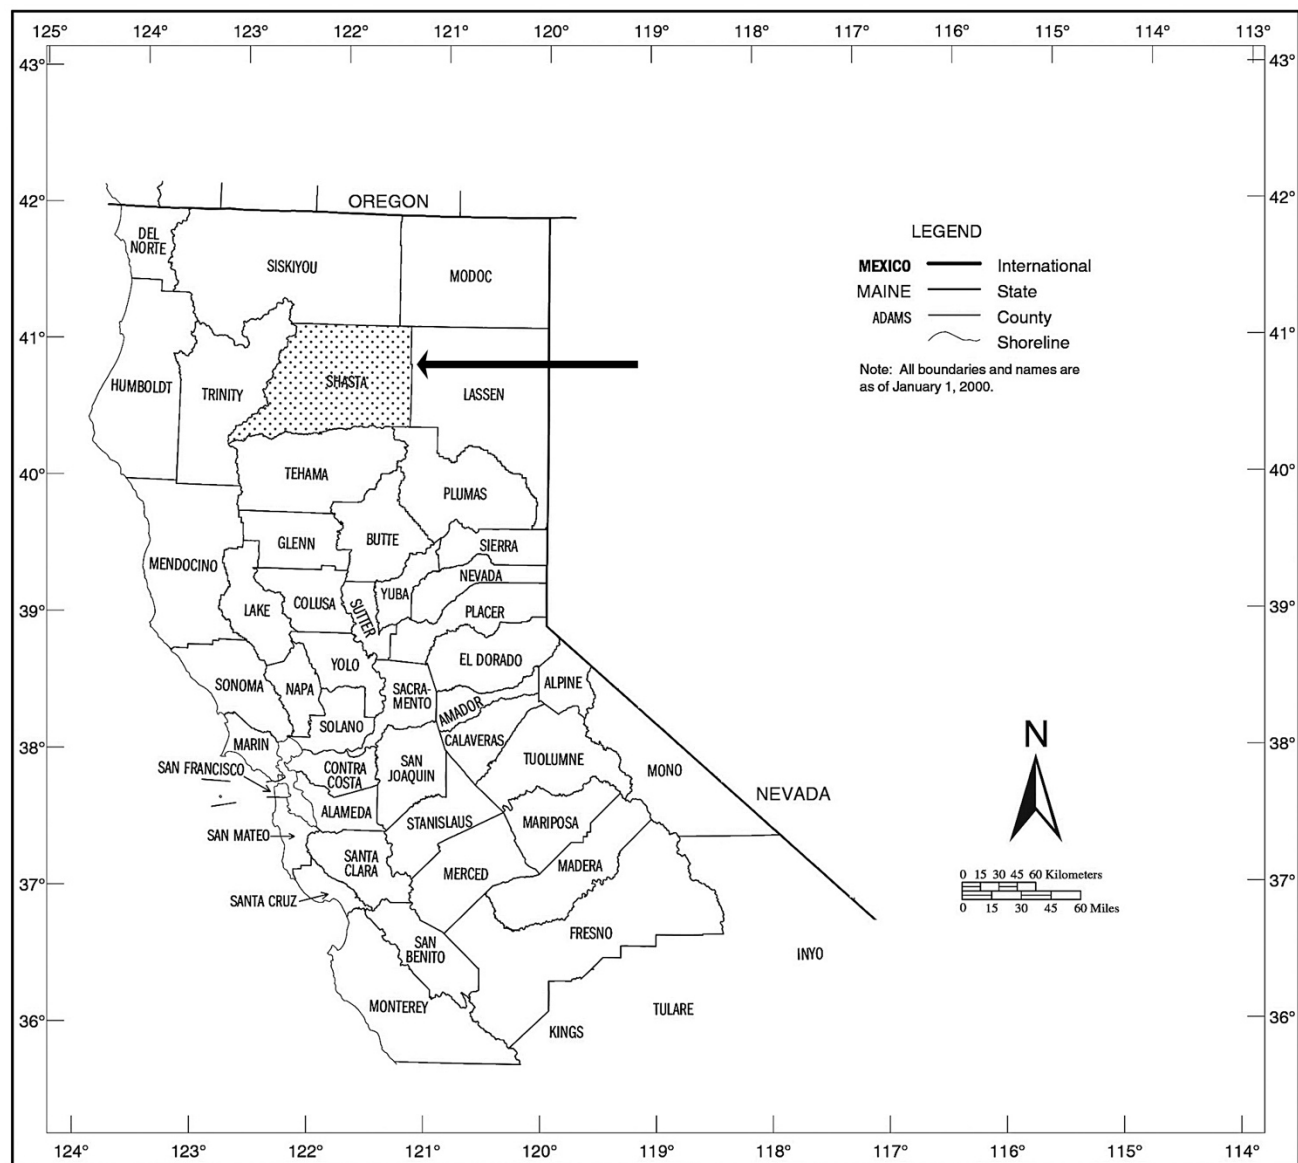 125° 124° 123° 122° 121° 120° 119° 118° 117° 116° 115° 114° 113°
43° 43°
42° 42°
OREGON
DEL
NORTE
SISKIYOU
MODOC
LEGEND
MEXICO International
MAINE State
ADAMS County
Shoreline
Note: All boundaries and names are
as of January 1, 2000.
41° 41°
HUMBOLDT
TRINITY
SHASTA
LASSEN
40° 40°
TEHAMA
PLUMAS
MENDOCINO
GLENN
BUTTE
SIERRA
NEVADA
39° 39°
LAKE
COLUSA
SUTTER
YUBA
PLACER
SONOMA
NAPA
YOLO
SOLANO
SACRA-
MENTO
EL DORADO
ALPINE
AMADOR
CALAVERAS
38° 38°
MARIN
SAN FRANCISCO
CONTRA
COSTA
SAN
JOAQUIN
TUOLUMNE
MONO
NEVADA
N
ALAMEDA
STANISLAUS
MARIPOSA
SAN MATEO
SANTA
CLARA
MERCED
MADERA
37° 37°
0 15 30 45 60 Kilometers
0 15 30 45 60 Miles
SANTA CRUZ
SAN
BENITO
FRESNO
INYO
MONTEREY
KINGS
TULARE
36° 36°
124° 123° 122° 121° 120° 119° 118° 117° 116° 115° 114°